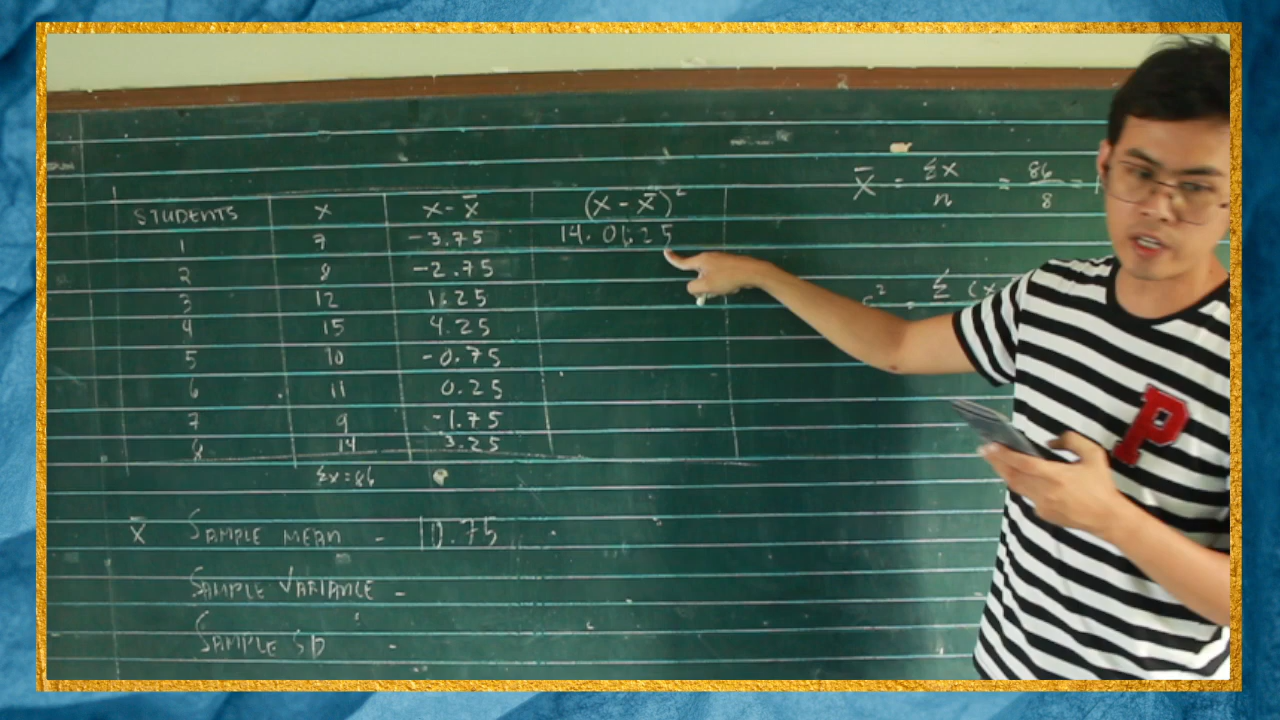 STUDENTS X X - X̄ (X - X̄)²
1 7 -3.75 14.0625
2 8 -2.75
3 12 1.25
4 15 4.25
5 10 -0.75
6 11 0.25
7 9 -1.75
8 14 3.25
Σx=86
X̄ SAMPLE MEAN - 10.75
SAMPLE VARIANCE -
SAMPLE SD -
X̄ = Σx / n = 86 / 8 = 1
s² = Σ (x
P